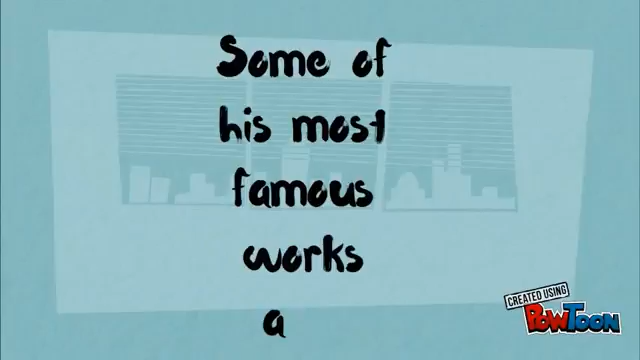 Some of
his most
famous
works
a
CREATED USING
POWTOON